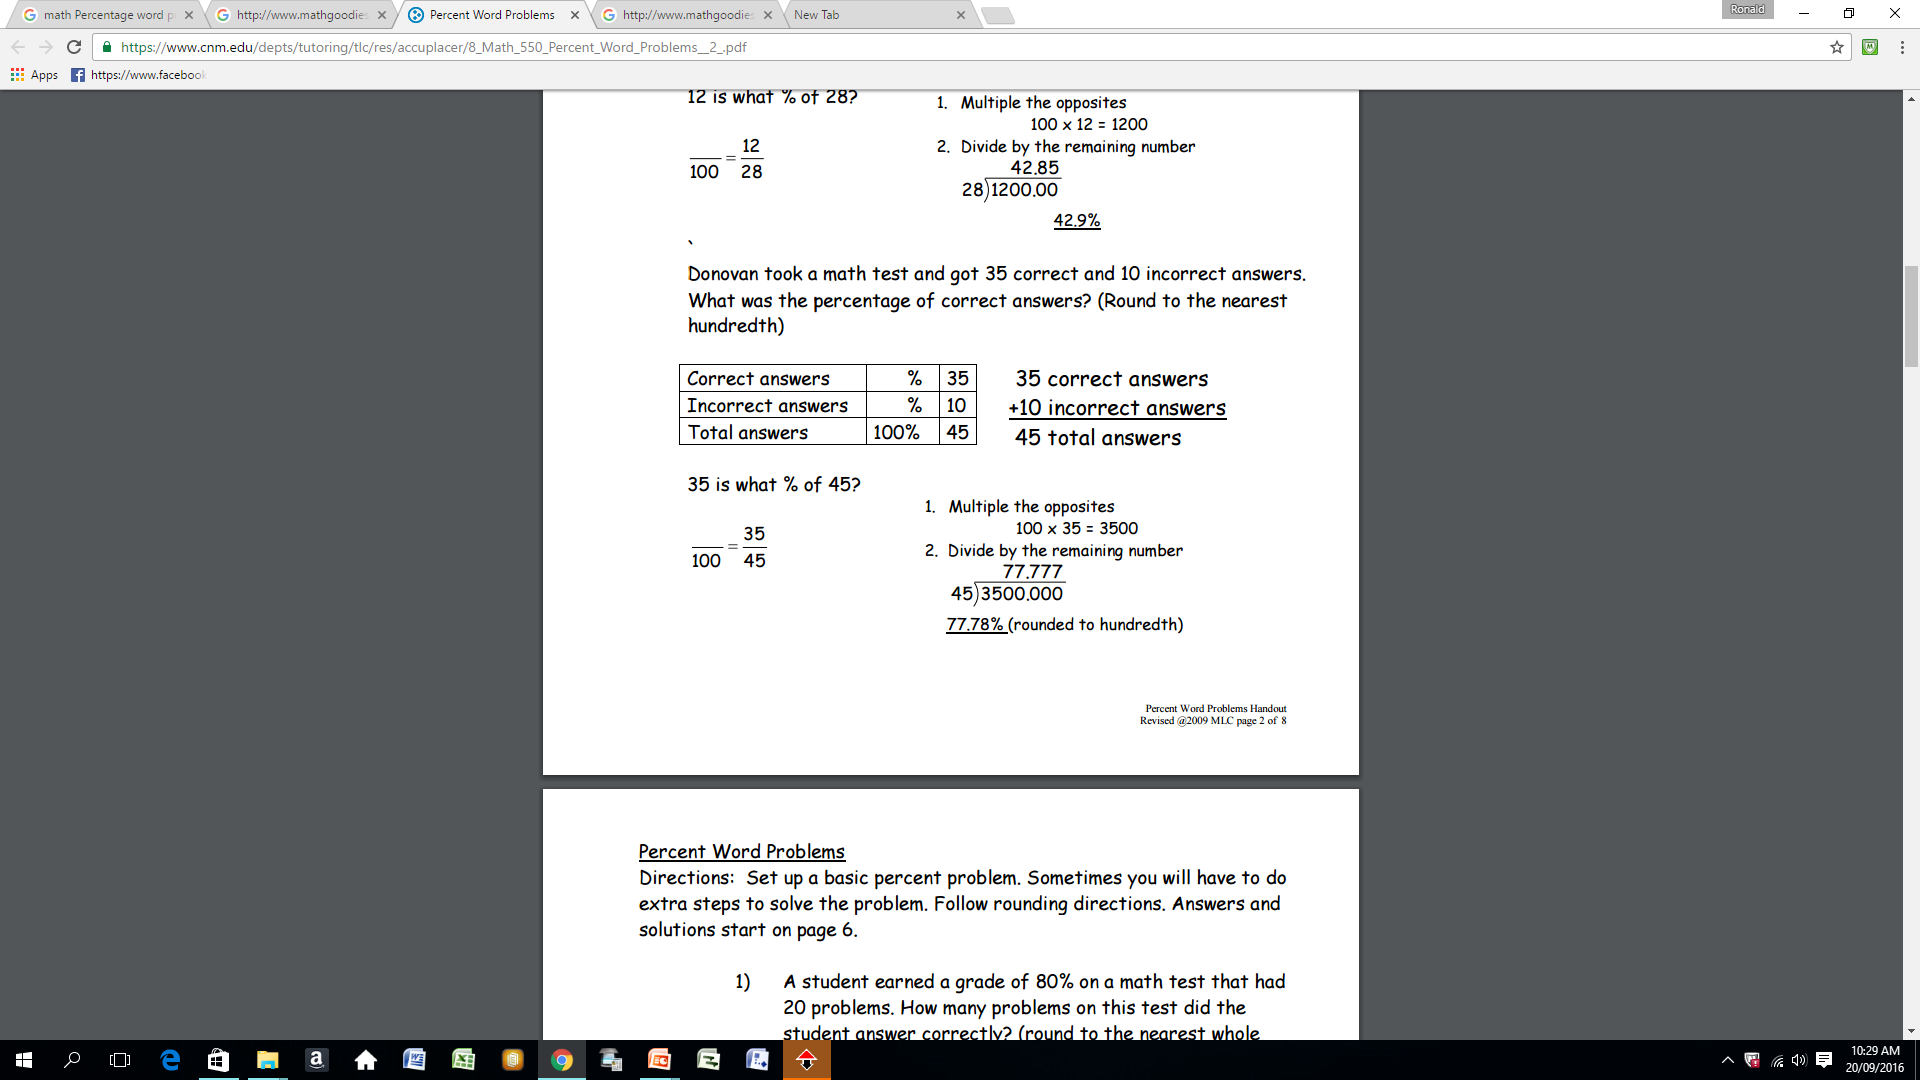 math Percentage word p
http://www.mathgoodies
Percent Word Problems
http://www.mathgoodies
New Tab
Ronald
https://www.cnm.edu/depts/tutoring/tlc/res/accuplacer/8_Math_550_Percent_Word_Problems__2_.pdf
Apps
https://www.facebook
12 is what % of 28?
1. Multiple the opposites
100 x 12 = 1200
2. Divide by the remaining number
___ = 12
100 28
42.85
28)1200.00
42.9%
`
Donovan took a math test and got 35 correct and 10 incorrect answers.
What was the percentage of correct answers? (Round to the nearest
hundredth)
Correct answers % 35
Incorrect answers % 10
Total answers 100% 45
35 correct answers
+10 incorrect answers
45 total answers
35 is what % of 45?
1. Multiple the opposites
100 x 35 = 3500
2. Divide by the remaining number
___ = 35
100 45
77.777
45)3500.000
77.78% (rounded to hundredth)
Percent Word Problems Handout
Revised @2009 MLC page 2 of 8
Percent Word Problems
Directions: Set up a basic percent problem. Sometimes you will have to do
extra steps to solve the problem. Follow rounding directions. Answers and
solutions start on page 6.
1) A student earned a grade of 80% on a math test that had
20 problems. How many problems on this test did the
student answer correctly? (round to the nearest whole
10:29 AM
20/09/2016